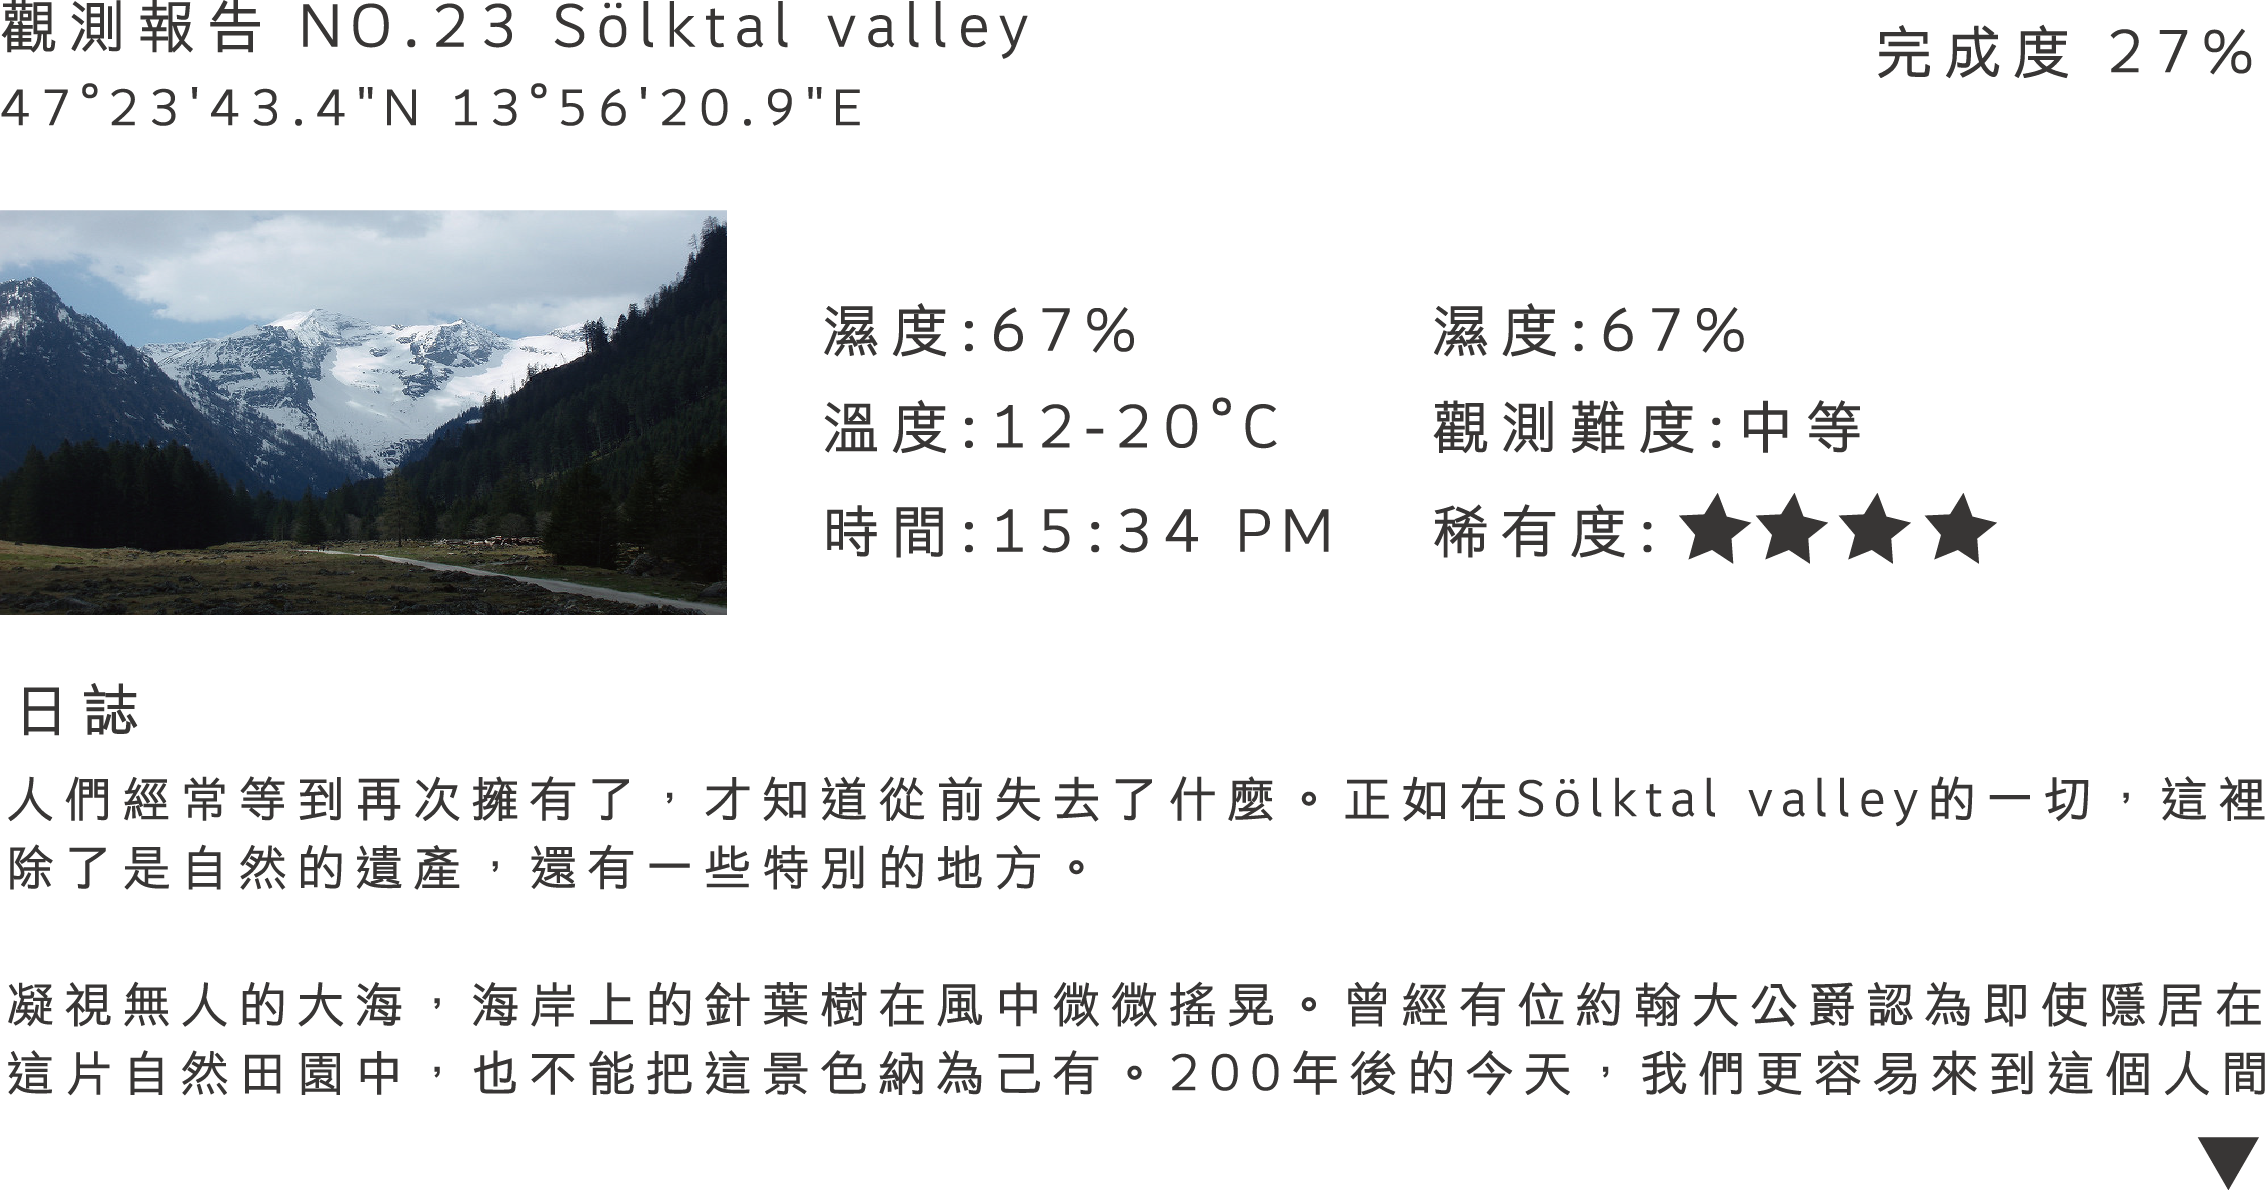 觀測報告 NO.23 Sölktal valley
完成度 27%
47°23'43.4"N 13°56'20.9"E
濕度:67%
濕度:67%
溫度:12-20°C
觀測難度:中等
時間:15:34 PM
稀有度:★★★★
日誌
人們經常等到再次擁有了，才知道從前失去了什麼。正如在Sölktal valley的一切，這裡
除了是自然的遺產，還有一些特別的地方。
凝視無人的大海，海岸上的針葉樹在風中微微搖晃。曾經有位約翰大公爵認為即使隱居在
這片自然田園中，也不能把這景色納為己有。200年後的今天，我們更容易來到這個人間